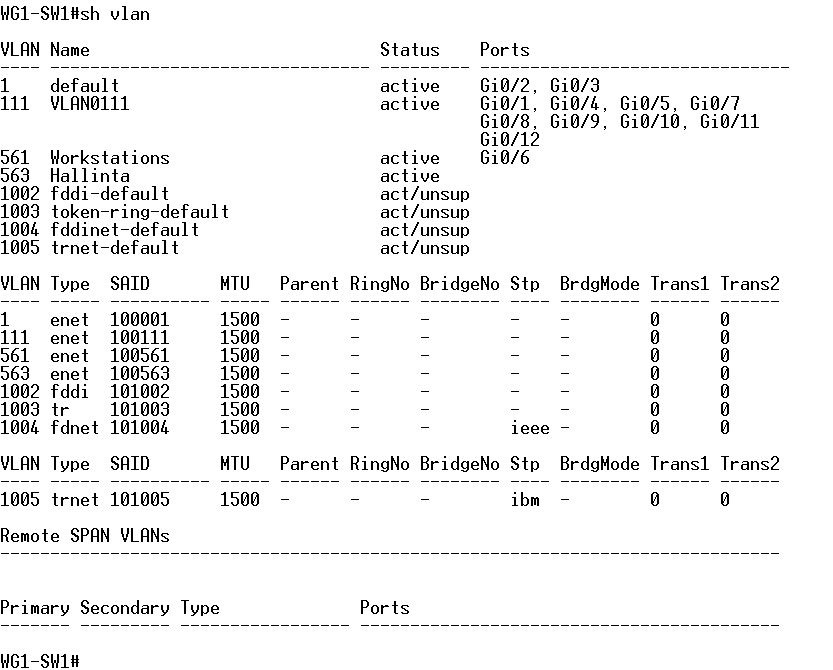 WG1-SW1#sh vlan
VLAN Name                             Status    Ports
---- -------------------------------- --------- -------------------------------
1    default                          active    Gi0/2, Gi0/3
111  VLAN0111                         active    Gi0/1, Gi0/4, Gi0/5, Gi0/7
                                                Gi0/8, Gi0/9, Gi0/10, Gi0/11
                                                Gi0/12
561  Workstations                     active    Gi0/6
563  Hallinta                         active
1002 fddi-default                     act/unsup
1003 token-ring-default               act/unsup
1004 fddinet-default                  act/unsup
1005 trnet-default                    act/unsup
VLAN Type  SAID       MTU   Parent RingNo BridgeNo Stp  BrdgMode Trans1 Trans2
---- ----- ---------- ----- ------ ------ -------- ---- -------- ------ ------
1    enet  100001     1500  -      -      -        -    -        0      0
111  enet  100111     1500  -      -      -        -    -        0      0
561  enet  100561     1500  -      -      -        -    -        0      0
563  enet  100563     1500  -      -      -        -    -        0      0
1002 fddi  101002     1500  -      -      -        -    -        0      0
1003 tr    101003     1500  -      -      -        -    -        0      0
1004 fdnet 101004     1500  -      -      -        ieee -        0      0
VLAN Type  SAID       MTU   Parent RingNo BridgeNo Stp  BrdgMode Trans1 Trans2
---- ----- ---------- ----- ------ ------ -------- ---- -------- ------ ------
1005 trnet 101005     1500  -      -      -        ibm  -        0      0
Remote SPAN VLANs
------------------------------------------------------------------------------
Primary Secondary Type              Ports
------- --------- ----------------- ------------------------------------------
WG1-SW1#